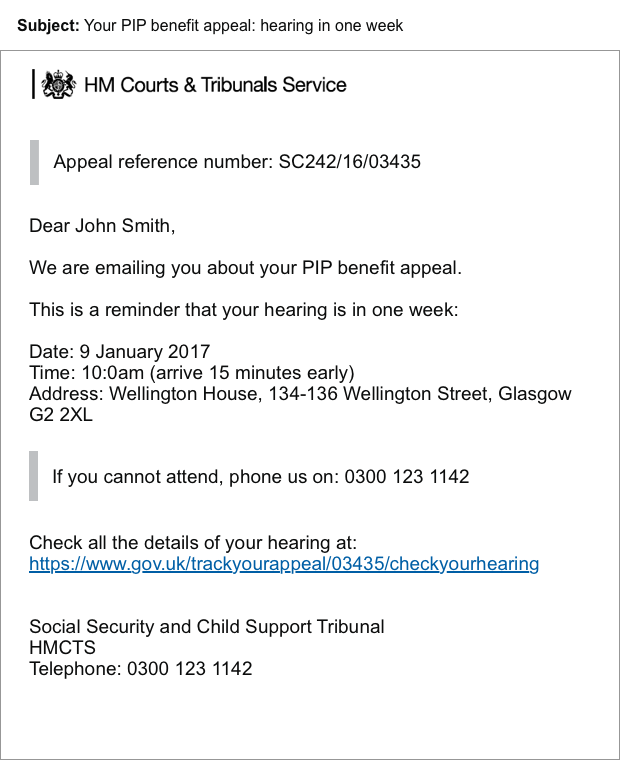 Subject: Your PIP benefit appeal: hearing in one week
HM Courts & Tribunals Service
Appeal reference number: SC242/16/03435
Dear John Smith,
We are emailing you about your PIP benefit appeal.
This is a reminder that your hearing is in one week:
Date: 9 January 2017
Time: 10:0am (arrive 15 minutes early)
Address: Wellington House, 134-136 Wellington Street, Glasgow
G2 2XL
If you cannot attend, phone us on: 0300 123 1142
Check all the details of your hearing at:
https://www.gov.uk/trackyourappeal/03435/checkyourhearing
Social Security and Child Support Tribunal
HMCTS
Telephone: 0300 123 1142